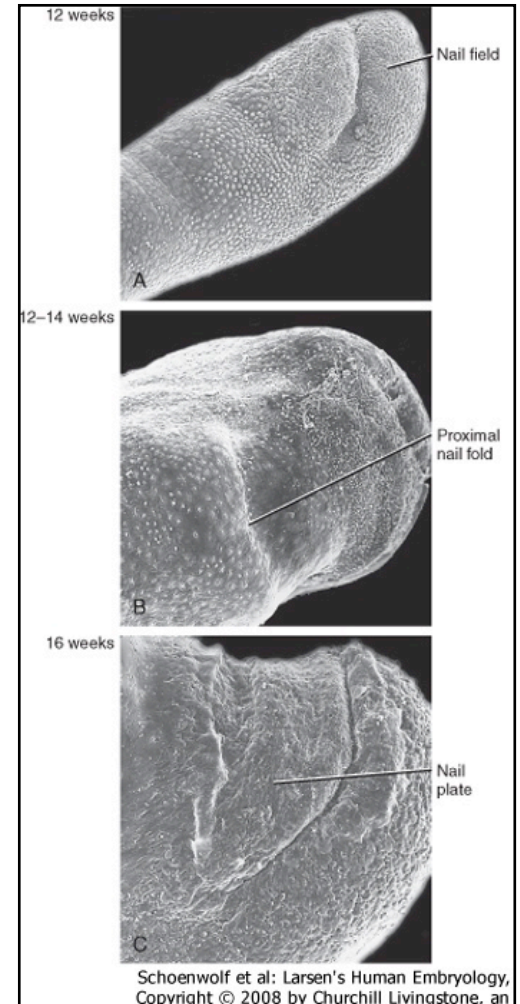 12 weeks
Nail field
A
12–14 weeks
Proximal
nail fold
B
16 weeks
Nail
plate
C
Schoenwolf et al: Larsen's Human Embryology,
Copyright © 2008 by Churchill Livingstone, an